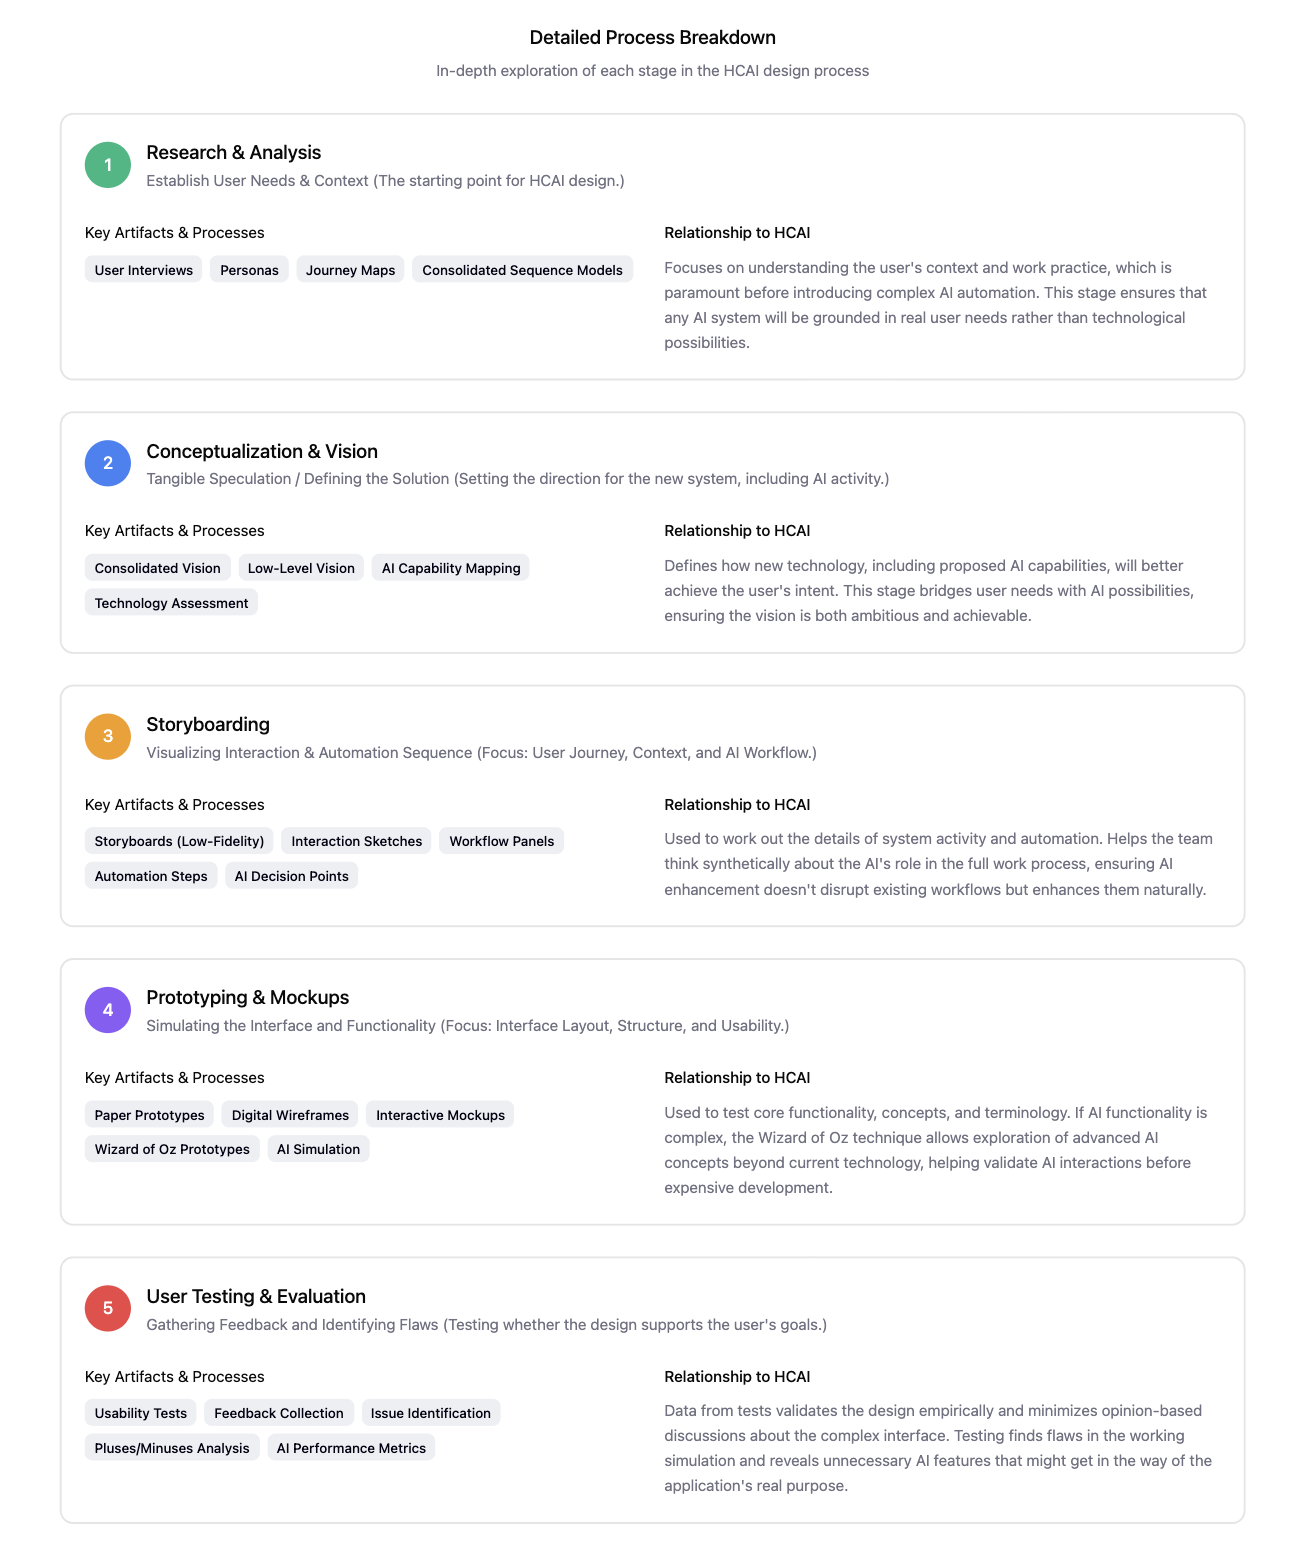 Detailed Process Breakdown
In-depth exploration of each stage in the HCAI design process
1
Research & Analysis
Establish User Needs & Context (The starting point for HCAI design.)
Key Artifacts & Processes
User Interviews Personas Journey Maps Consolidated Sequence Models
Relationship to HCAI
Focuses on understanding the user's context and work practice, which is
paramount before introducing complex AI automation. This stage ensures that
any AI system will be grounded in real user needs rather than technological
possibilities.
2
Conceptualization & Vision
Tangible Speculation / Defining the Solution (Setting the direction for the new system, including AI activity.)
Key Artifacts & Processes
Consolidated Vision Low-Level Vision AI Capability Mapping
Technology Assessment
Relationship to HCAI
Defines how new technology, including proposed AI capabilities, will better
achieve the user's intent. This stage bridges user needs with AI possibilities,
ensuring the vision is both ambitious and achievable.
3
Storyboarding
Visualizing Interaction & Automation Sequence (Focus: User Journey, Context, and AI Workflow.)
Key Artifacts & Processes
Storyboards (Low-Fidelity) Interaction Sketches Workflow Panels
Automation Steps AI Decision Points
Relationship to HCAI
Used to work out the details of system activity and automation. Helps the team
think synthetically about the AI's role in the full work process, ensuring AI
enhancement doesn't disrupt existing workflows but enhances them naturally.
4
Prototyping & Mockups
Simulating the Interface and Functionality (Focus: Interface Layout, Structure, and Usability.)
Key Artifacts & Processes
Paper Prototypes Digital Wireframes Interactive Mockups
Wizard of Oz Prototypes AI Simulation
Relationship to HCAI
Used to test core functionality, concepts, and terminology. If AI functionality is
complex, the Wizard of Oz technique allows exploration of advanced AI
concepts beyond current technology, helping validate AI interactions before
expensive development.
5
User Testing & Evaluation
Gathering Feedback and Identifying Flaws (Testing whether the design supports the user's goals.)
Key Artifacts & Processes
Usability Tests Feedback Collection Issue Identification
Pluses/Minuses Analysis AI Performance Metrics
Relationship to HCAI
Data from tests validates the design empirically and minimizes opinion-based
discussions about the complex interface. Testing finds flaws in the working
simulation and reveals unnecessary AI features that might get in the way of the
application's real purpose.